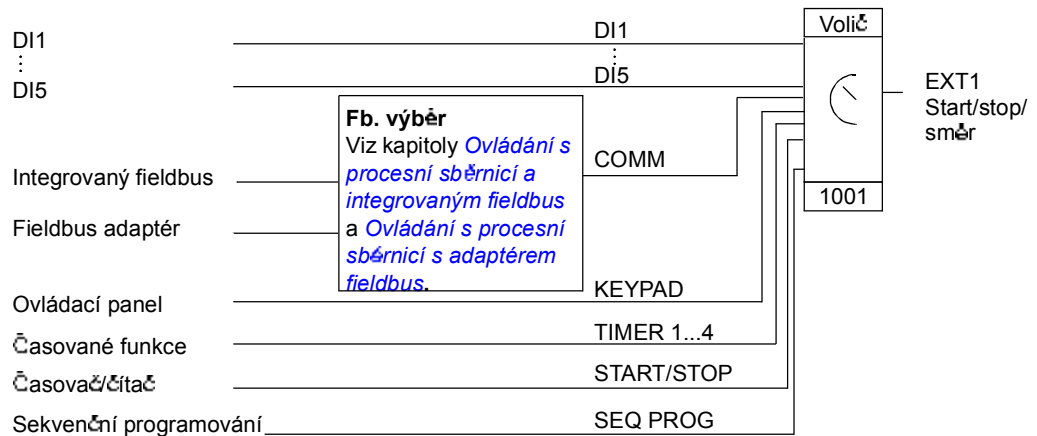 DI1 DI1 Volič
DI5 DI5
EXT1
Start/stop/
směr
Fb. výběr
Viz kapitoly Ovládání s
procesní sběrnicí a
integrovaným fieldbus
a Ovládání s procesní
sběrnicí s adaptérem
fieldbus.
COMM
1001
Integrovaný fieldbus
Fieldbus adaptér
Ovládací panel KEYPAD
Časované funkce TIMER 1...4
Časovač/čítač START/STOP
Sekvenční programování SEQ PROG